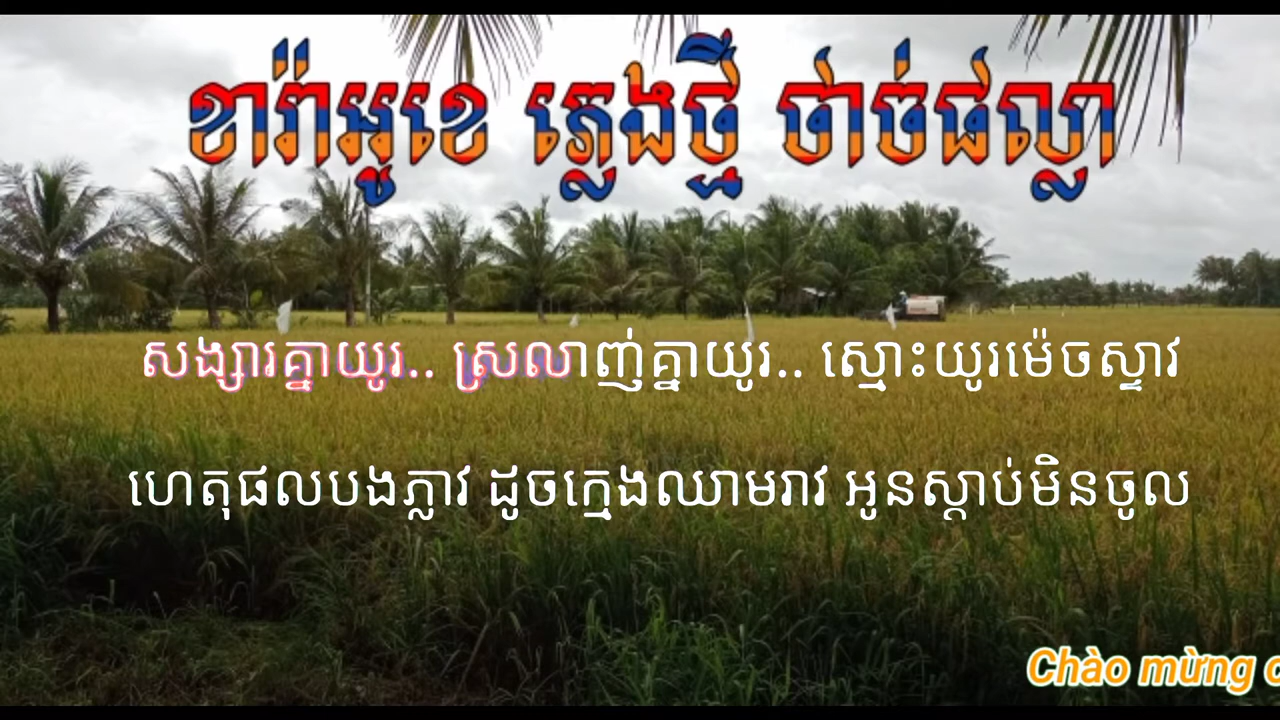 ខារ៉ាអូខេ ភ្លេងថ្មី ថាច់ផល្លា
សង្សារគ្នាយូរ.. ស្រលាញ់គ្នាយូរ.. ស្មោះយូរម៉េចស្ទាវ
ហេតុផលបងភ្លាវ ដូចក្មេងឈាមរាវ អូនស្តាប់មិនចូល
Chào mừng